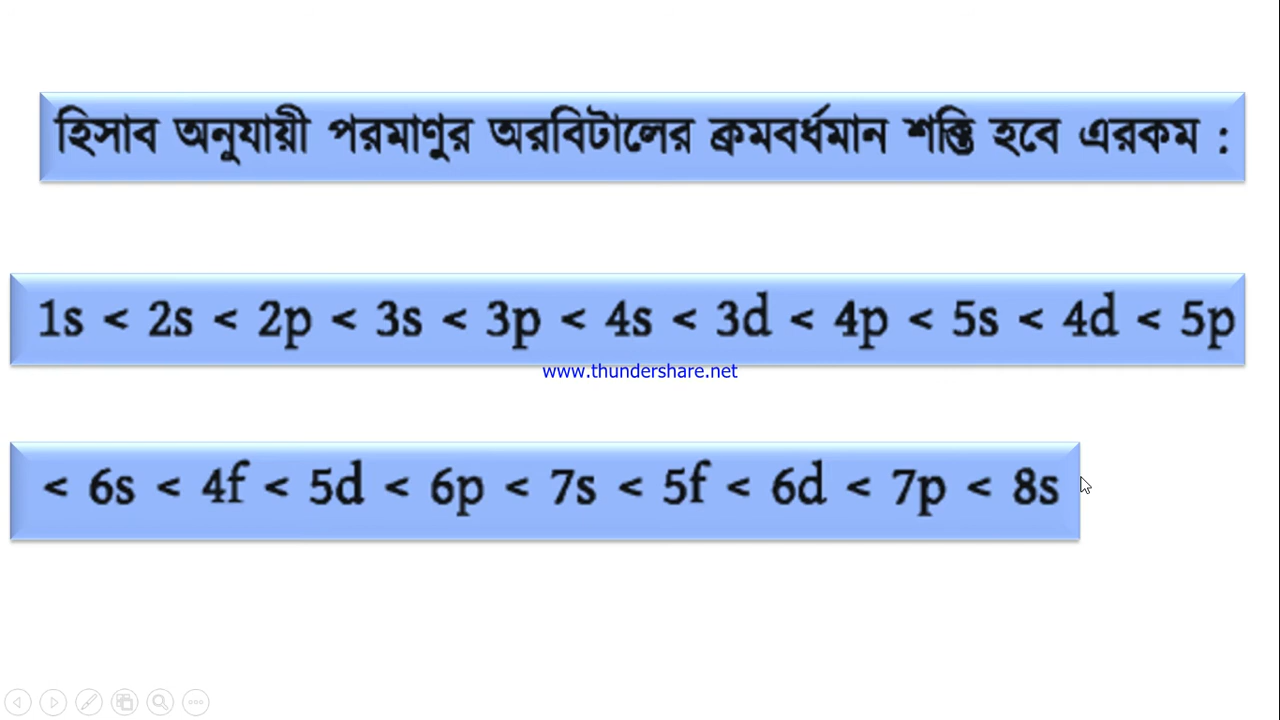 হিসাব অনুযায়ী পরমাণুর অরবিটালের ক্রমবর্ধমান শক্তি হবে এরকম :
1s < 2s < 2p < 3s < 3p < 4s < 3d < 4p < 5s < 4d < 5p
www.thundershare.net
< 6s < 4f < 5d < 6p < 7s < 5f < 6d < 7p < 8s